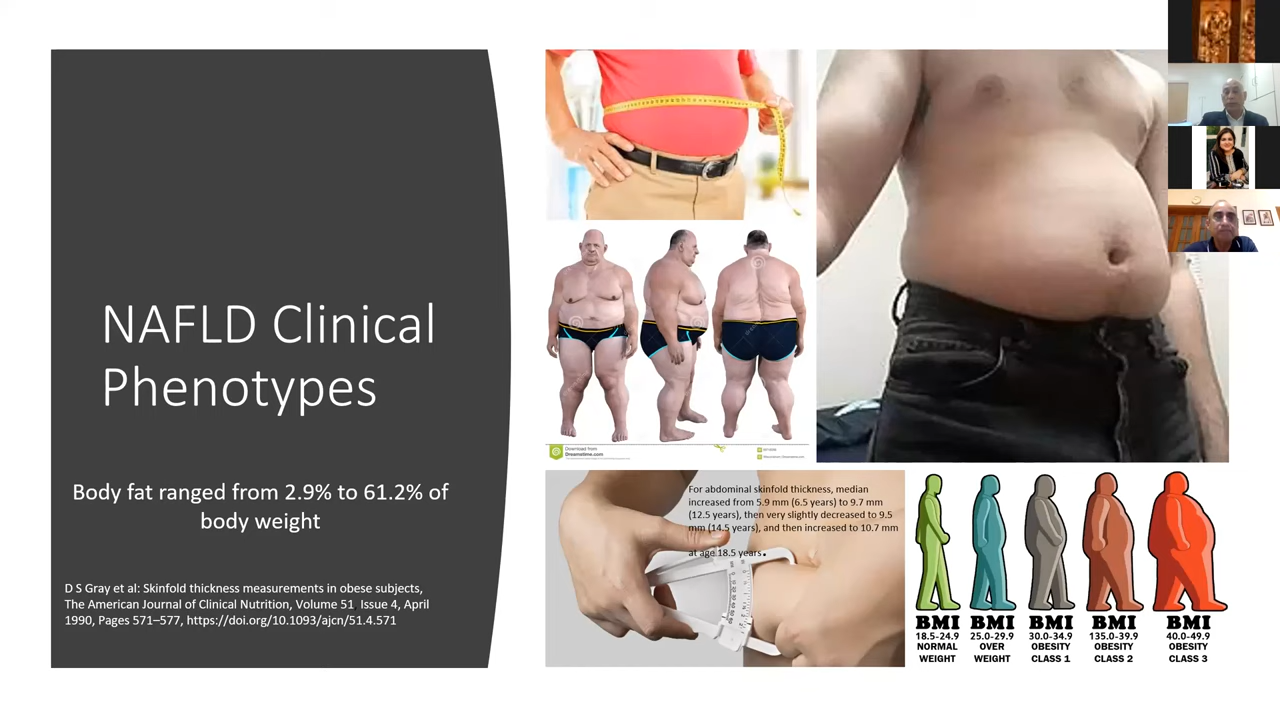 NAFLD Clinical
Phenotypes
Body fat ranged from 2.9% to 61.2% of
body weight
D S Gray et al: Skinfold thickness measurements in obese subjects,
The American Journal of Clinical Nutrition, Volume 51, Issue 4, April
1990, Pages 571–577, https://doi.org/10.1093/ajcn/51.4.571
Download from
Dreamstime.com
For abdominal skinfold thickness, median
increased from 5.9 mm (6.5 years) to 9.7 mm
(12.5 years), then very slightly decreased to 9.5
mm (14.5 years), and then increased to 10.7 mm
at age 18.5 years.
BMI BMI BMI BMI BMI
18.5-24.9 25.0-29.9 30.0-34.9 135.0-39.9 40.0-49.9
NORMAL OVER OBESITY OBESITY OBESITY
WEIGHT WEIGHT CLASS 1 CLASS 2 CLASS 3